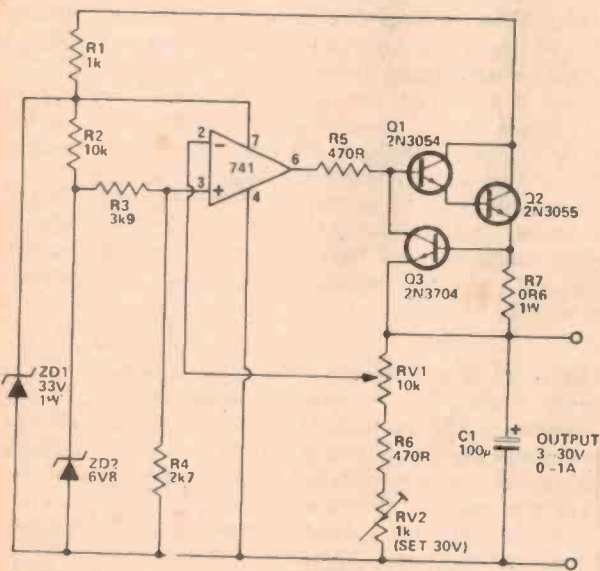 R1
1k
R2
10k
R3
3k9
2
3
7
4
6
741
R5
470R
Q1
2N3054
Q2
2N3055
Q3
2N3704
R7
0R6
1W
ZD1
33V
1W
ZD2
6V8
R4
2k7
RV1
10k
R6
470R
RV2
1k
(SET 30V)
C1
100µ
+
OUTPUT
3-30V
0-1A